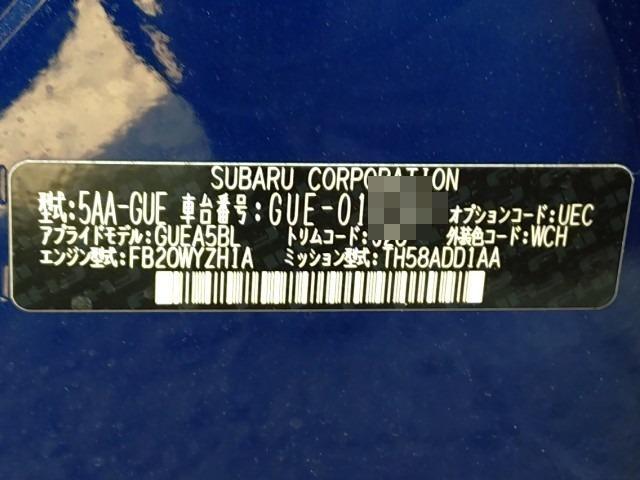 SUBARU CORPORATION
型式:5AA-GUE 車台番号:GUE-01 オプションコード:UEC
アプライドモデル:GUEA5BL トリムコード: 外装色コード:WCH
エンジン型式:FB20WYZHIA ミッション型式:TH58ADD1AA